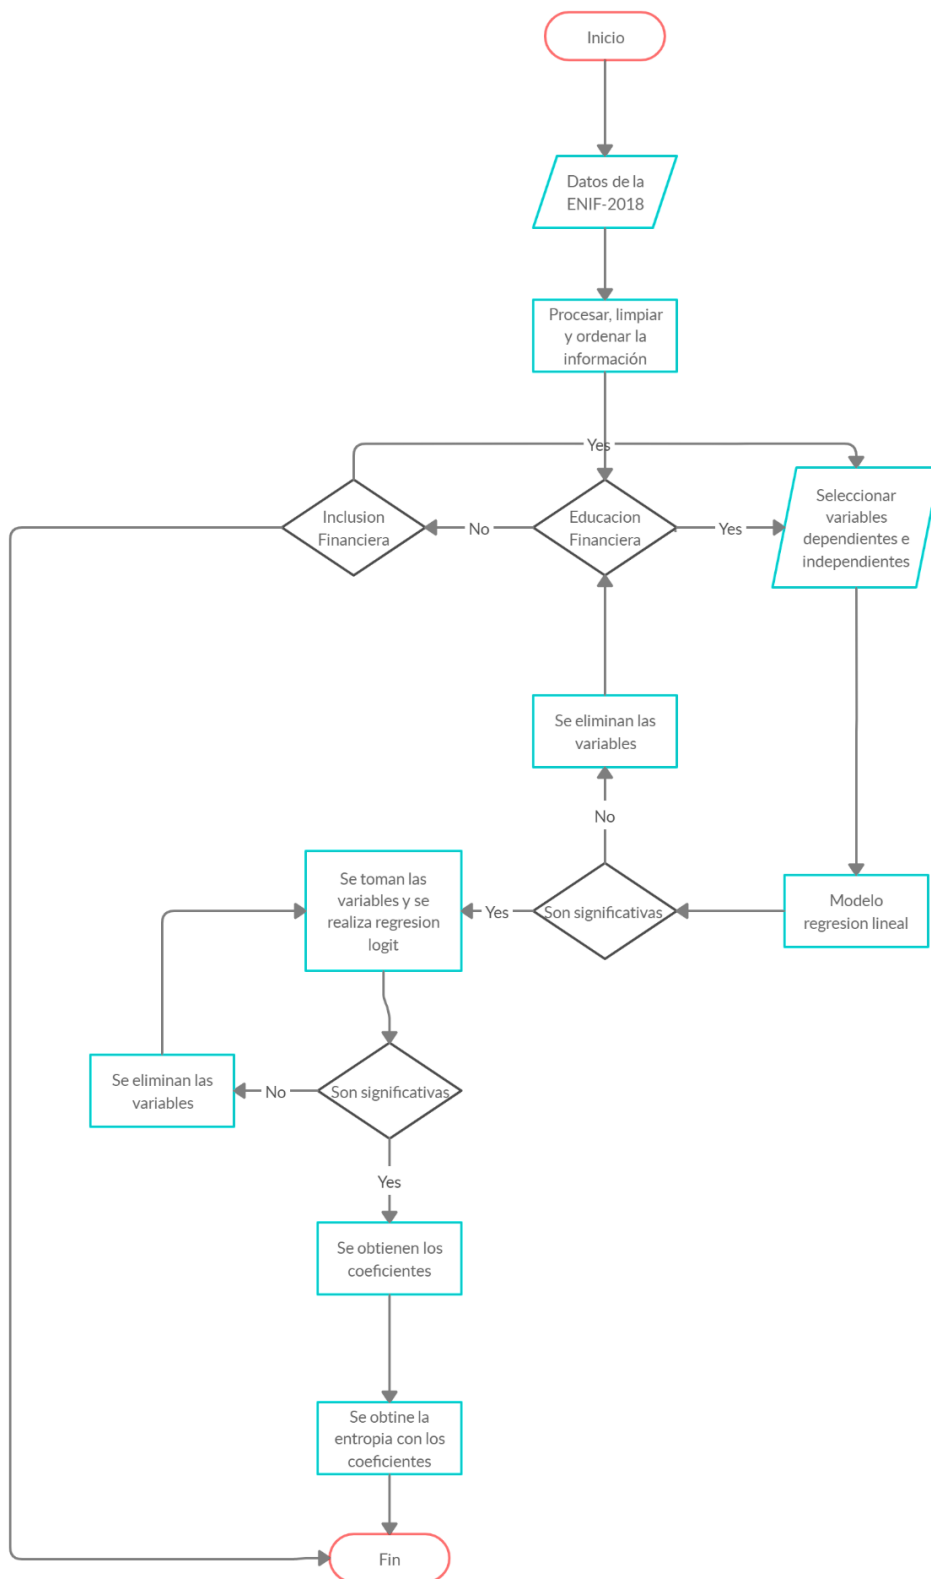 Inicio
Datos de la
ENIF-2018
Procesar, limpiar
y ordenar la
información
Yes
Inclusion
Financiera
No
Educacion
Financiera
Yes
Seleccionar
variables
dependientes e
independientes
Se eliminan las
variables
No
Se toman las
variables y se
realiza regresion
logit
Yes
Son significativas
Modelo
regresion lineal
Se eliminan las
variables
No
Son significativas
Yes
Se obtienen los
coeficientes
Se obtine la
entropia con los
coeficientes
Fin